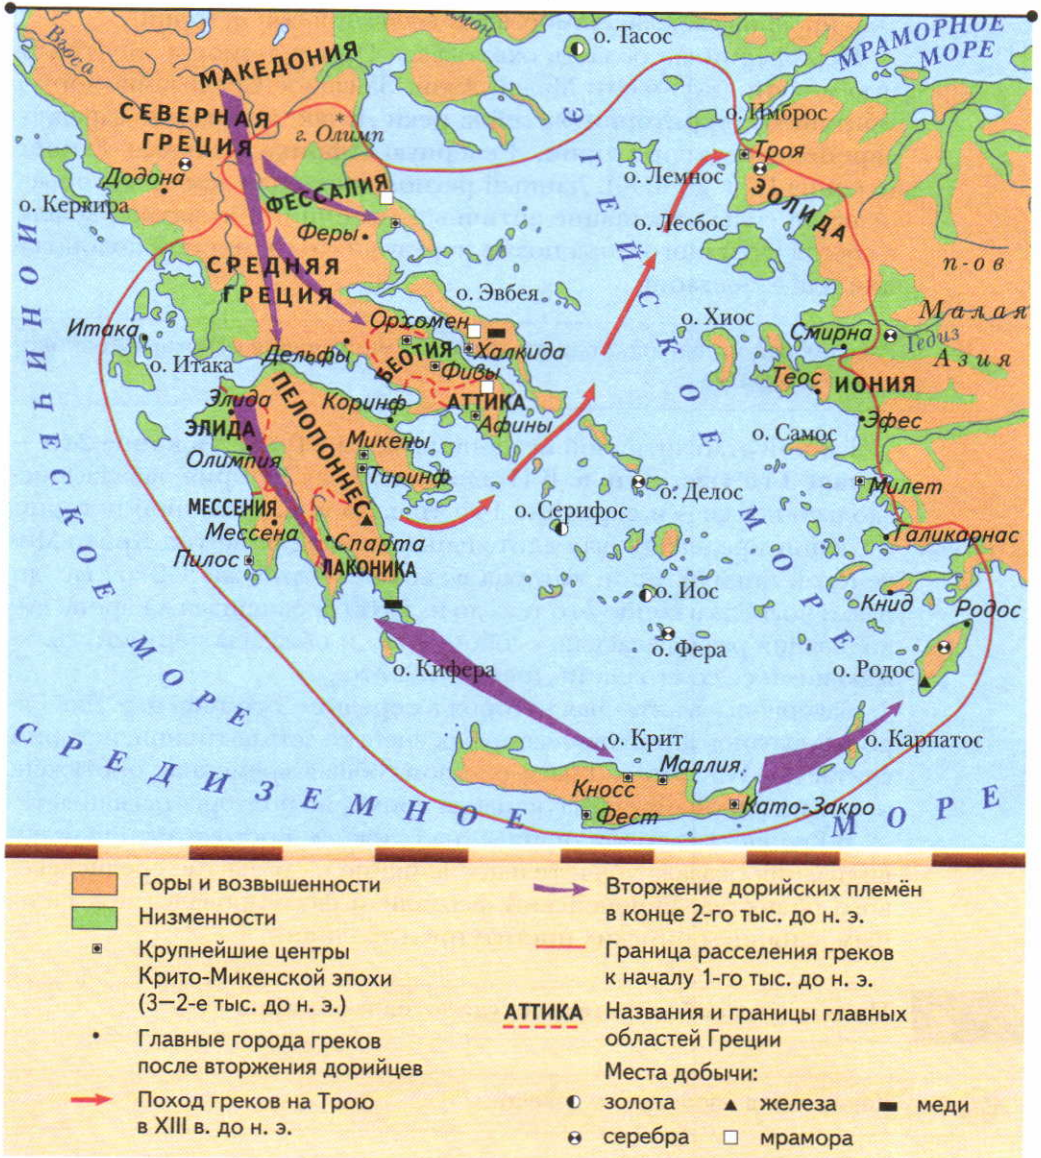 Вьоса
МАКЕДОНИЯ
о. Тасос
МРАМОРНОЕ
МОРЕ
СЕВЕРНАЯ
ГРЕЦИЯ
г. Олимп
о. Имброс
Троя
Додона
ФЕССАЛИЯ
о. Лемнос
ЭОЛИДА
о. Керкира
Феры
о. Лесбос
ЭГЕЙСКОЕ МОРЕ
п-ов
Малая
Азия
СРЕДНЯЯ
ГРЕЦИЯ
о. Эвбея
Итака
Орхомен
о. Хиос
Смирна
Гедиз
о. Итака
Дельфы
БЕОТИЯ
Халкида
Фивы
Теос
ИОНИЯ
Элида
ПЕЛОПОННЕС
Коринф
АТТИКА
Афины
Эфес
ЭЛИДА
Микены
о. Самос
Олимпия
Тиринф
о. Делос
Милет
МЕССЕНИЯ
о. Серифос
Мессена
Спарта
Галикарнас
Пилос
ЛАКОНИКА
о. Иос
Книд
Родос
о. Кифера
о. Фера
о. Родос
ИОНИЧЕСКОЕ МОРЕ
о. Крит
о. Карпатос
Маллия
Кносс
Като-Закро
Фест
СРЕДИЗЕМНОЕ МОРЕ
Горы и возвышенности
Низменности
Крупнейшие центры
Крито-Микенской эпохи
(3—2-е тыс. до н. э.)
Главные города греков
после вторжения дорийцев
Поход греков на Трою
в XIII в. до н. э.
Вторжение дорийских племён
в конце 2-го тыс. до н. э.
Граница расселения греков
к началу 1-го тыс. до н. э.
АТТИКА
Названия и границы главных
областей Греции
Места добычи:
золота
железа
меди
серебра
мрамора